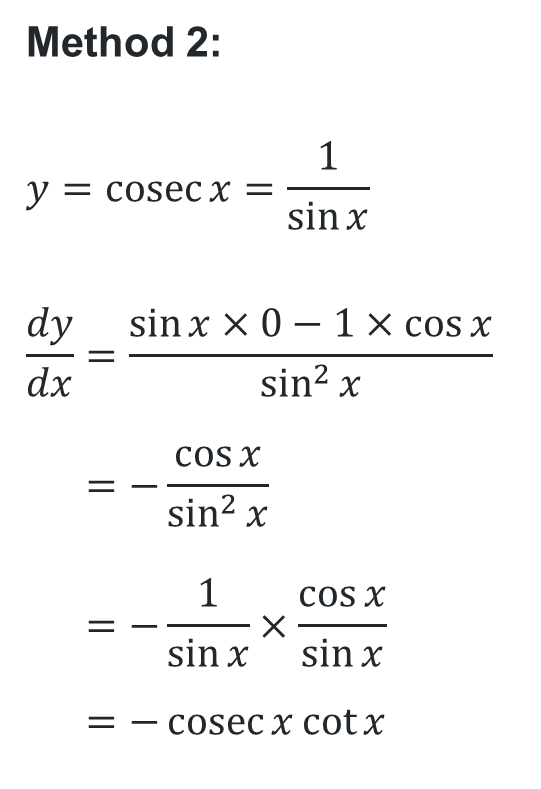 Method 2:
y = cosec x = 1/sin x
dy/dx = (sin x × 0 − 1 × cos x)/sin² x
= − cos x/sin² x
= − 1/sin x × cos x/sin x
= − cosec x cot x